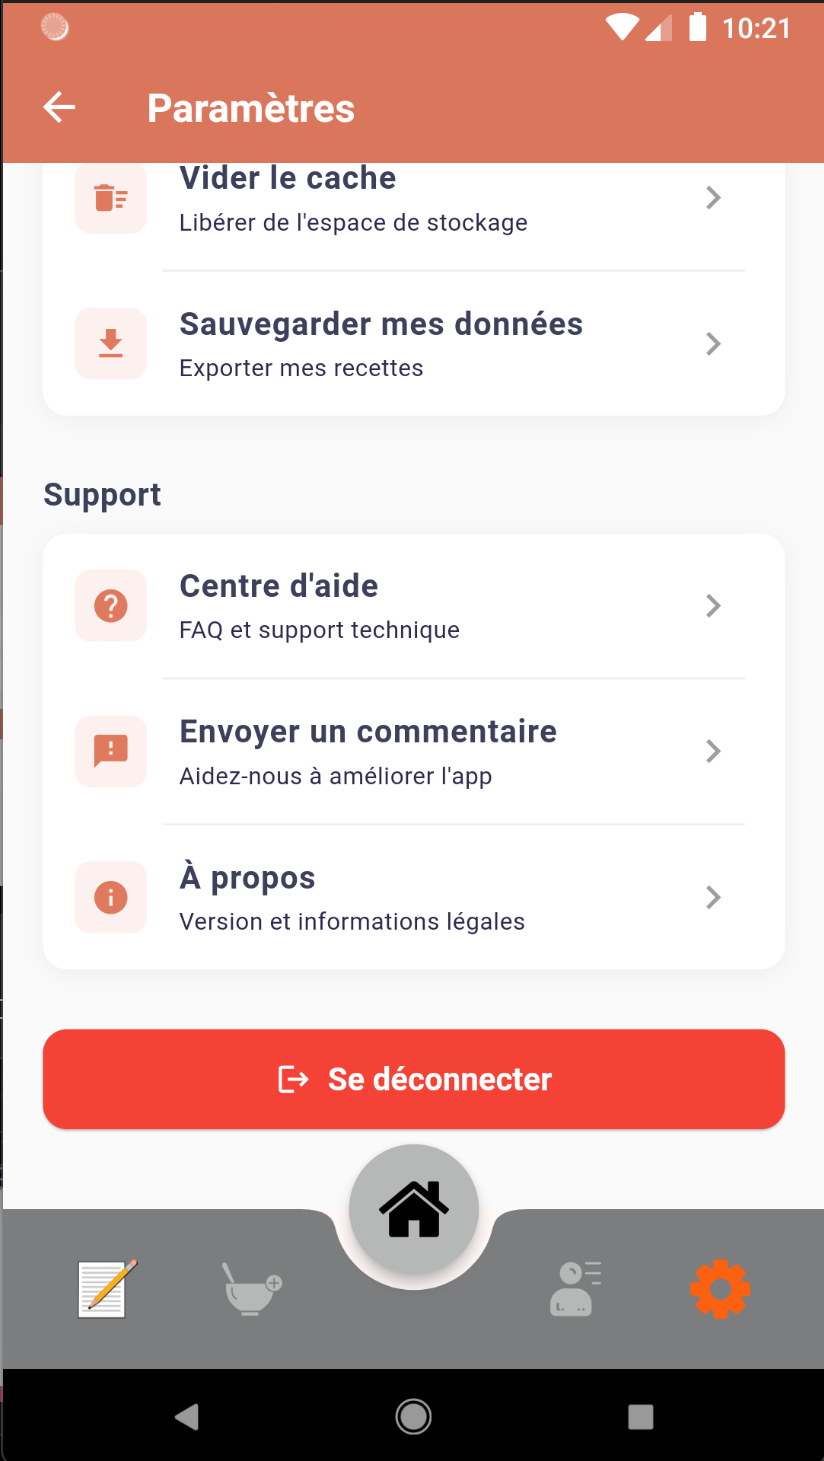 10:21
Paramètres
Vider le cache
Libérer de l'espace de stockage
Sauvegarder mes données
Exporter mes recettes
Support
Centre d'aide
FAQ et support technique
Envoyer un commentaire
Aidez-nous à améliorer l'app
À propos
Version et informations légales
Se déconnecter